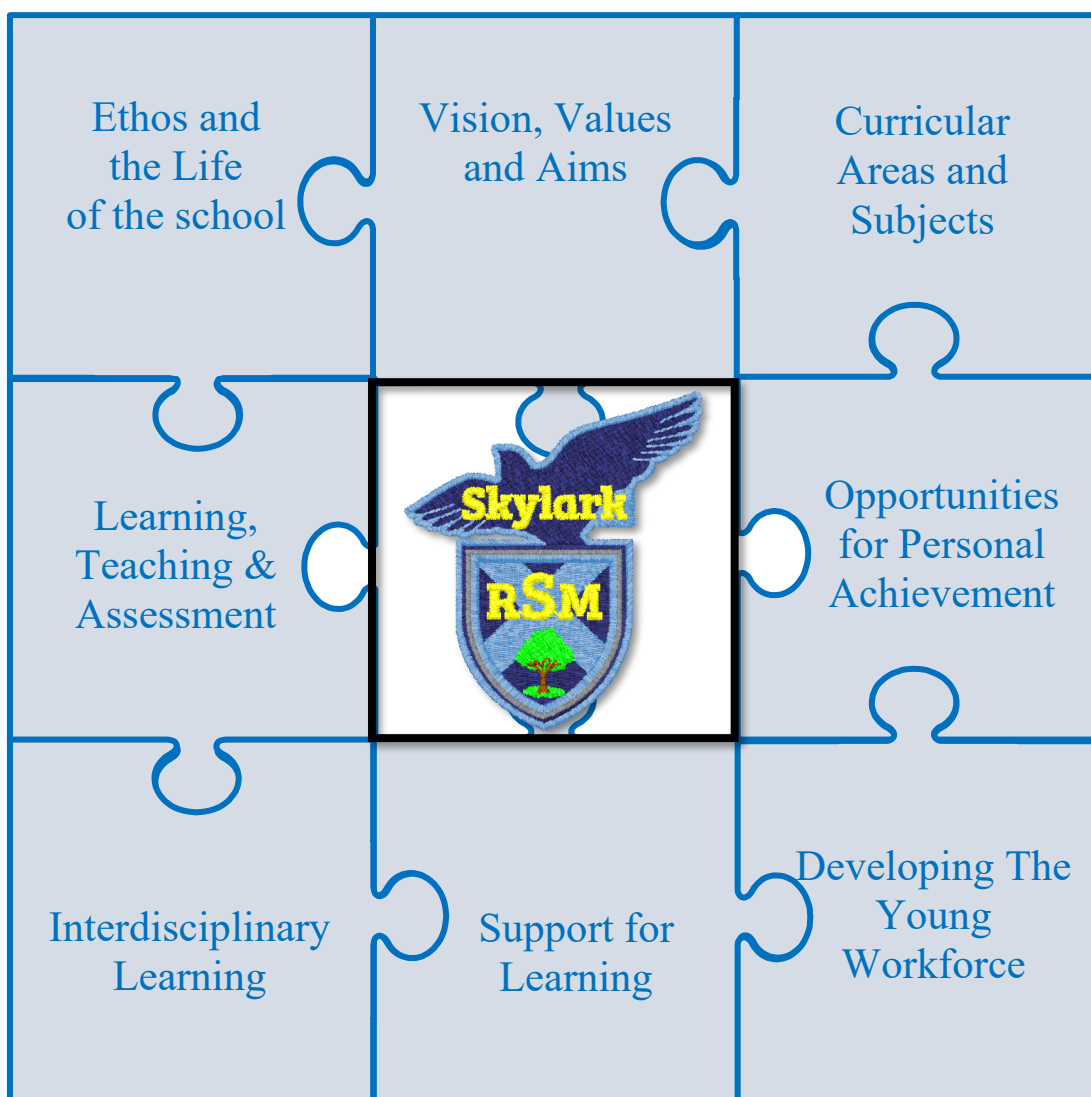 Ethos and
the Life
of the school
Vision, Values
and Aims
Curricular
Areas and
Subjects
Learning,
Teaching &
Assessment
Skylark
RSM
Opportunities
for Personal
Achievement
Interdisciplinary
Learning
Support for
Learning
Developing The
Young
Workforce